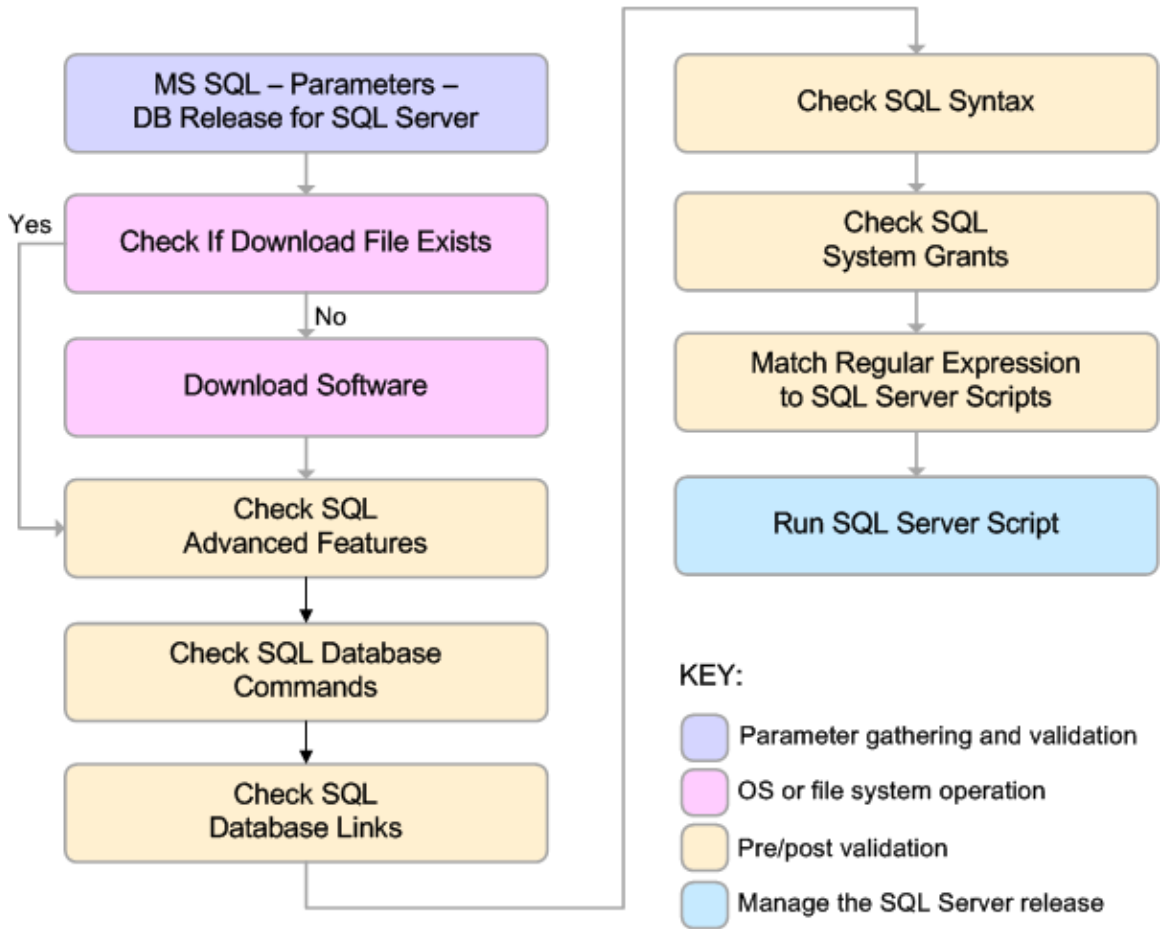 MS SQL – Parameters –
DB Release for SQL Server
Yes
Check If Download File Exists
No
Download Software
Check SQL
Advanced Features
Check SQL Database
Commands
Check SQL
Database Links
Check SQL Syntax
Check SQL
System Grants
Match Regular Expression
to SQL Server Scripts
Run SQL Server Script
KEY:
Parameter gathering and validation
OS or file system operation
Pre/post validation
Manage the SQL Server release